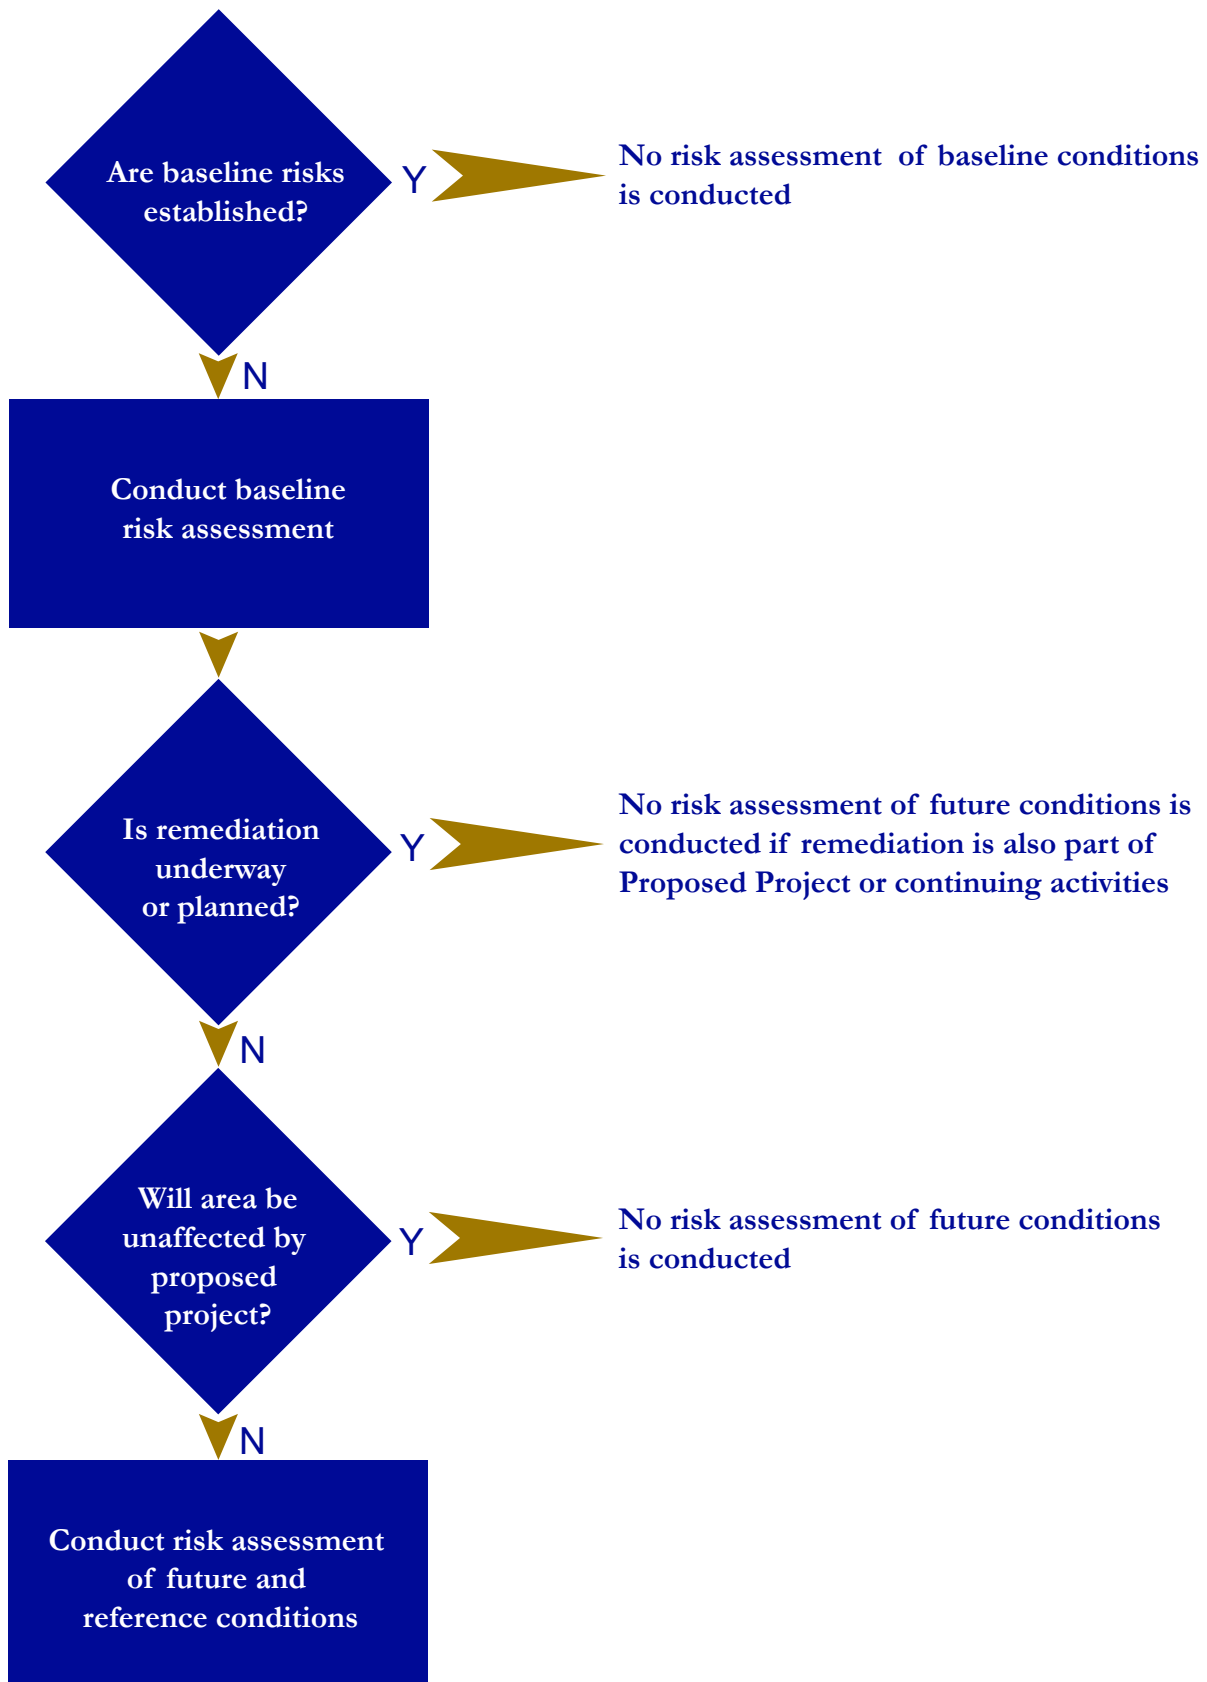 Are baseline risks
established?
Y
No risk assessment of baseline conditions
is conducted
N
Conduct baseline
risk assessment
Is remediation
underway
or planned?
Y
No risk assessment of future conditions is
conducted if remediation is also part of
Proposed Project or continuing activities
N
Will area be
unaffected by
proposed
project?
Y
No risk assessment of future conditions
is conducted
N
Conduct risk assessment
of future and
reference conditions